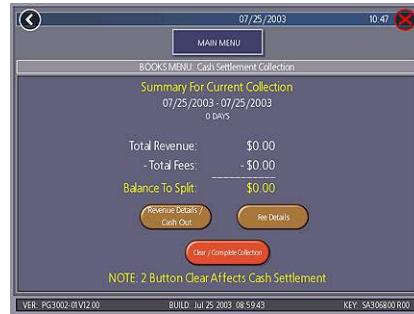 07/25/2003 10:47
MAIN MENU
BOOKS MENU: Cash Settlement Collection
Summary For Current Collection
07/25/2003 - 07/25/2003
0 DAYS
Total Revenue: $0.00
- Total Fees: - $0.00
Balance To Split: $0.00
Revenue Details /
Cash Out
Fee Details
Clear / Complete Collection
NOTE: 2 Button Clear Affects Cash Settlement
VER: PG3002-01V12.00 BUILD: Jul 25 2003 08:59:43 KEY: SA306800 R00